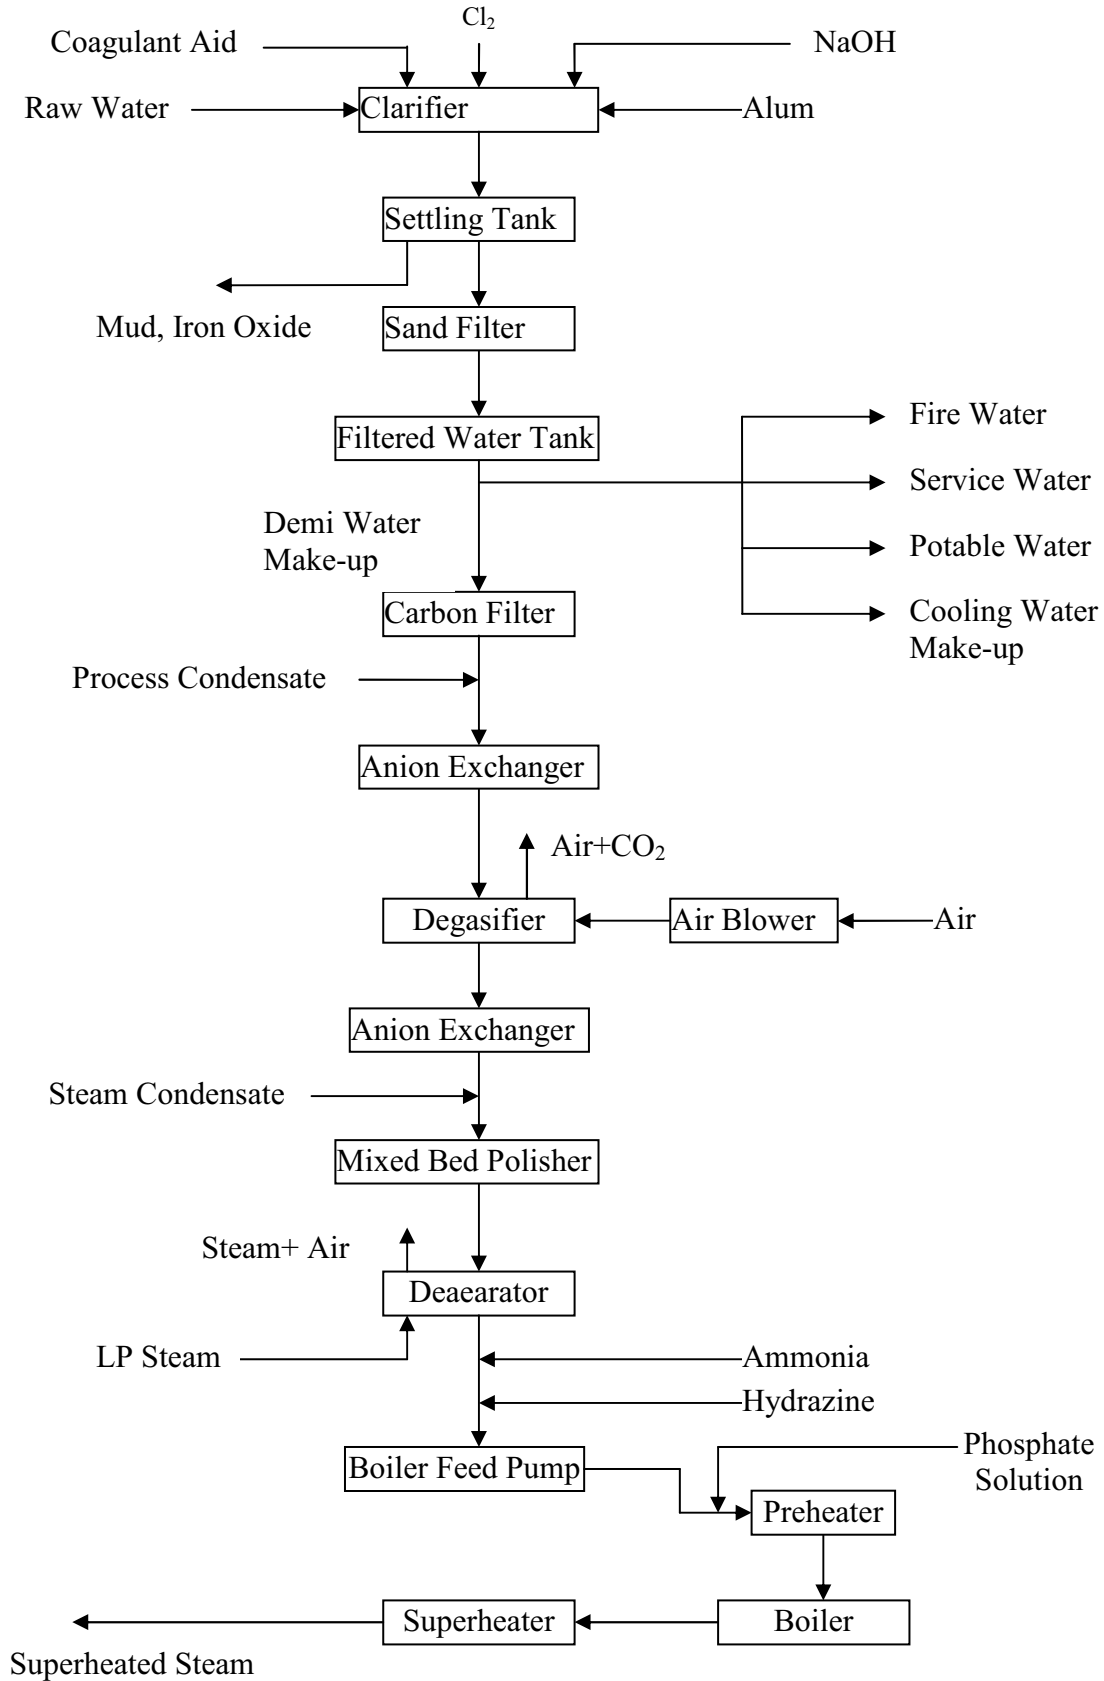 Cl₂
Coagulant Aid
NaOH
Raw Water
Clarifier
Alum
Settling Tank
Mud, Iron Oxide
Sand Filter
Filtered Water Tank
Fire Water
Service Water
Demi Water
Make-up
Potable Water
Carbon Filter
Cooling Water
Make-up
Process Condensate
Anion Exchanger
Air+CO₂
Degasifier
Air Blower
Air
Anion Exchanger
Steam Condensate
Mixed Bed Polisher
Steam+ Air
Deaearator
LP Steam
Ammonia
Hydrazine
Boiler Feed Pump
Phosphate
Solution
Preheater
Superheater
Boiler
Superheated Steam